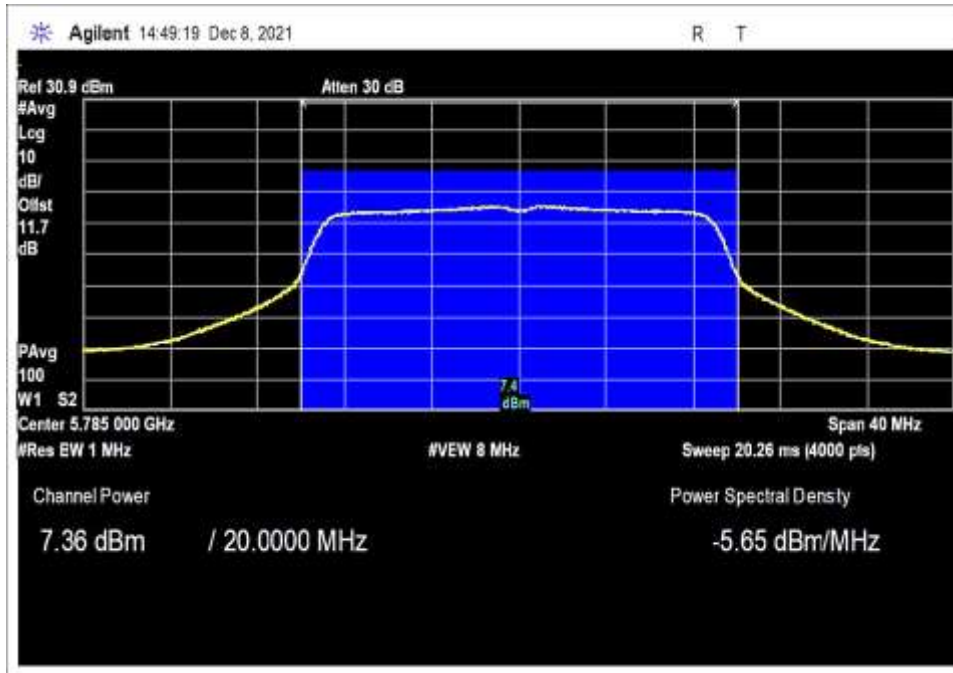 Agilent 14:49:19 Dec 8, 2021 R T
Ref 30.9 dBm Atten 30 dB
#Avg
Log
10
dB/
Offst
11.7
dB
PAvg
100
W1 S2
7.4
dBm
Center 5.785 000 GHz Span 40 MHz
#Res BW 1 MHz #VBW 8 MHz Sweep 20.26 ms (4000 pts)
Channel Power Power Spectral Density
7.36 dBm / 20.0000 MHz -5.65 dBm/MHz